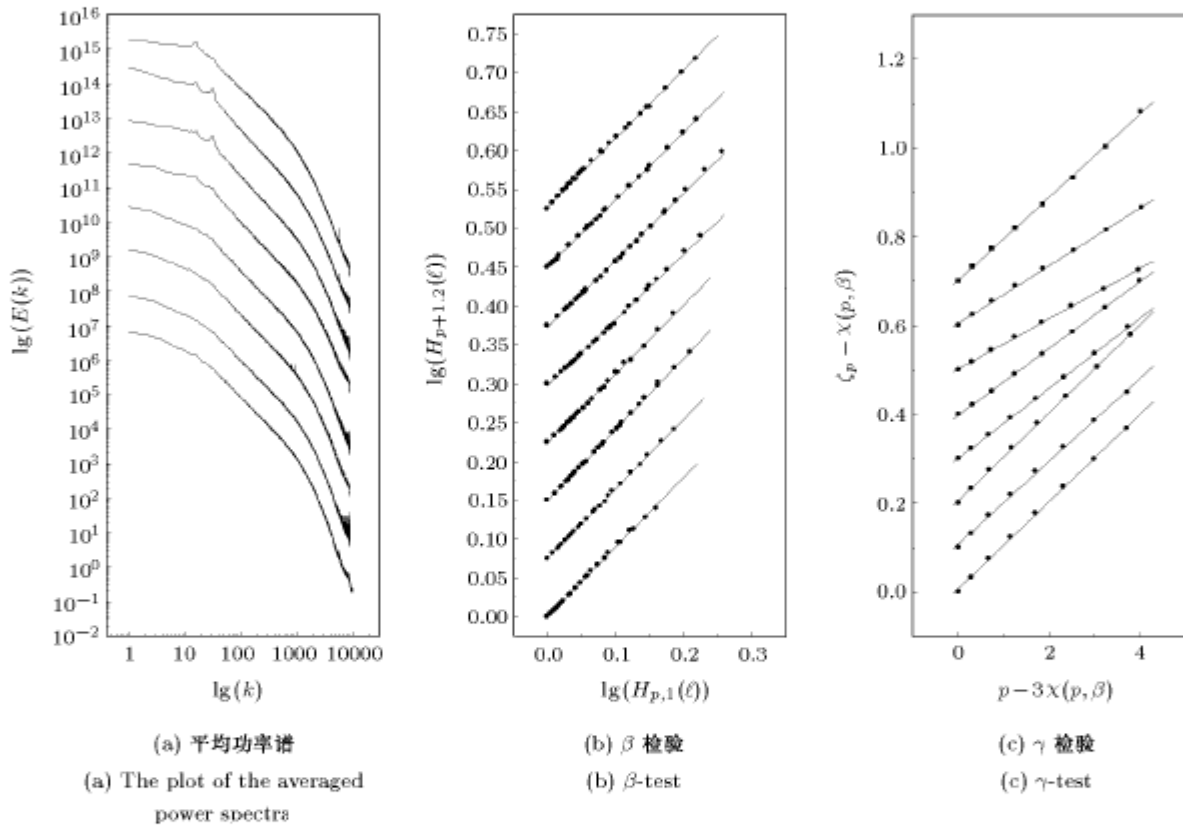 10^16
10^15
10^14
10^13
10^12
10^11
10^10
10^9
10^8
10^7
10^6
10^5
10^4
10^3
10^2
10^1
10^0
10^−1
10^−2
lg(E(k))
1 10 100 1000 10000
lg(k)
0.75
0.70
0.65
0.60
0.55
0.50
0.45
0.40
0.35
0.30
0.25
0.20
0.15
0.10
0.05
0.00
lg(H_{p+1.2}(ℓ))
0.0 0.1 0.2 0.3
lg(H_{p,1}(ℓ))
1.2
1.0
0.8
0.6
0.4
0.2
0.0
ζ_p − χ(p, β)
0 2 4
p − 3χ(p, β)
(a) 平均功率谱
(a) The plot of the averaged
power spectra
(b) β 检验
(b) β-test
(c) γ 检验
(c) γ-test